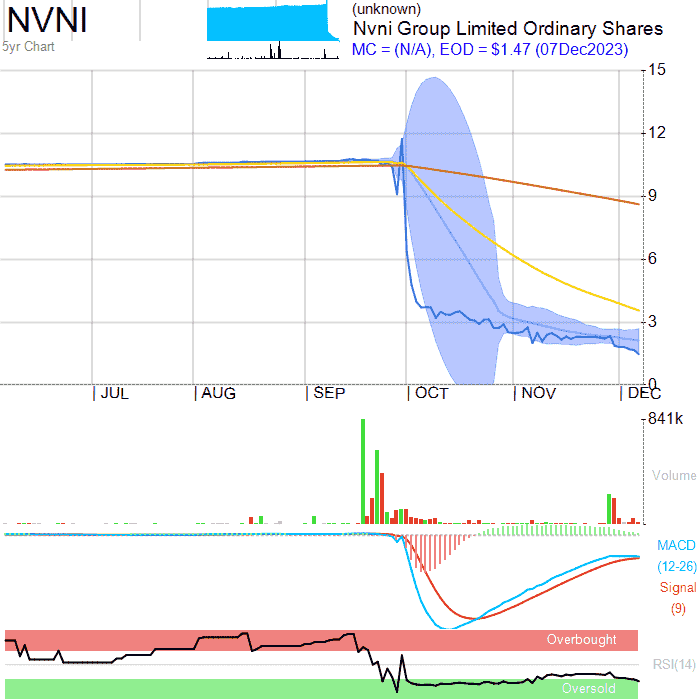 NVNI
5yr Chart
(unknown)
Nvni Group Limited Ordinary Shares
MC = (N/A), EOD = $1.47 (07Dec2023)
15
12
9
6
3
0
JUL AUG SEP OCT NOV DEC
841k
Volume
MACD
(12-26)
Signal
(9)
Overbought
RSI(14)
Oversold